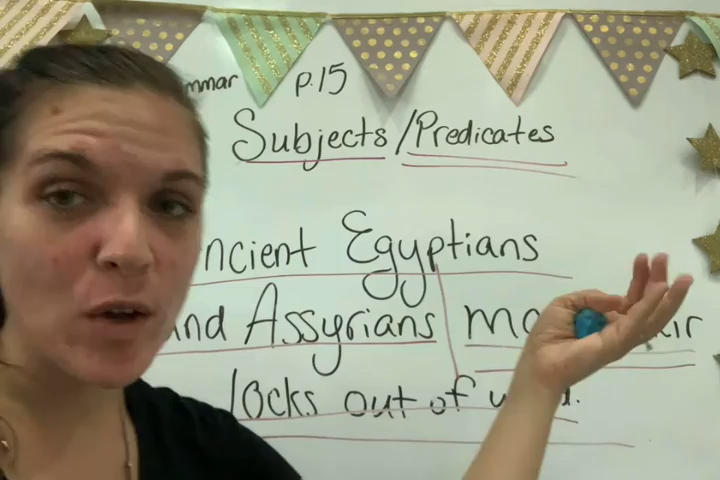 mmar p.15
Subjects/Predicates
ncient Egyptians
and Assyrians
locks out of